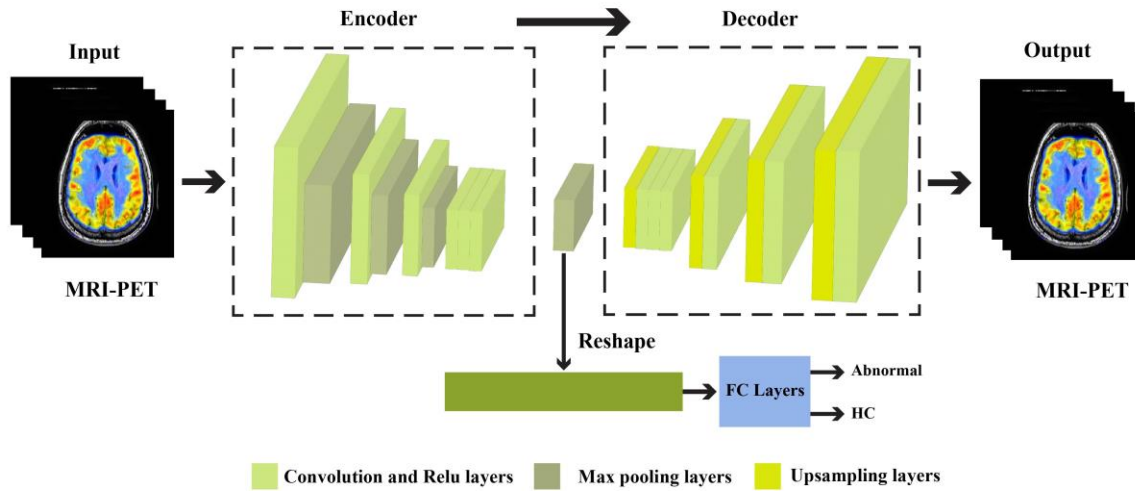 Encoder
Decoder
Input
Output
MRI-PET
MRI-PET
Reshape
FC Layers
Abnormal
HC
Convolution and Relu layers
Max pooling layers
Upsampling layers